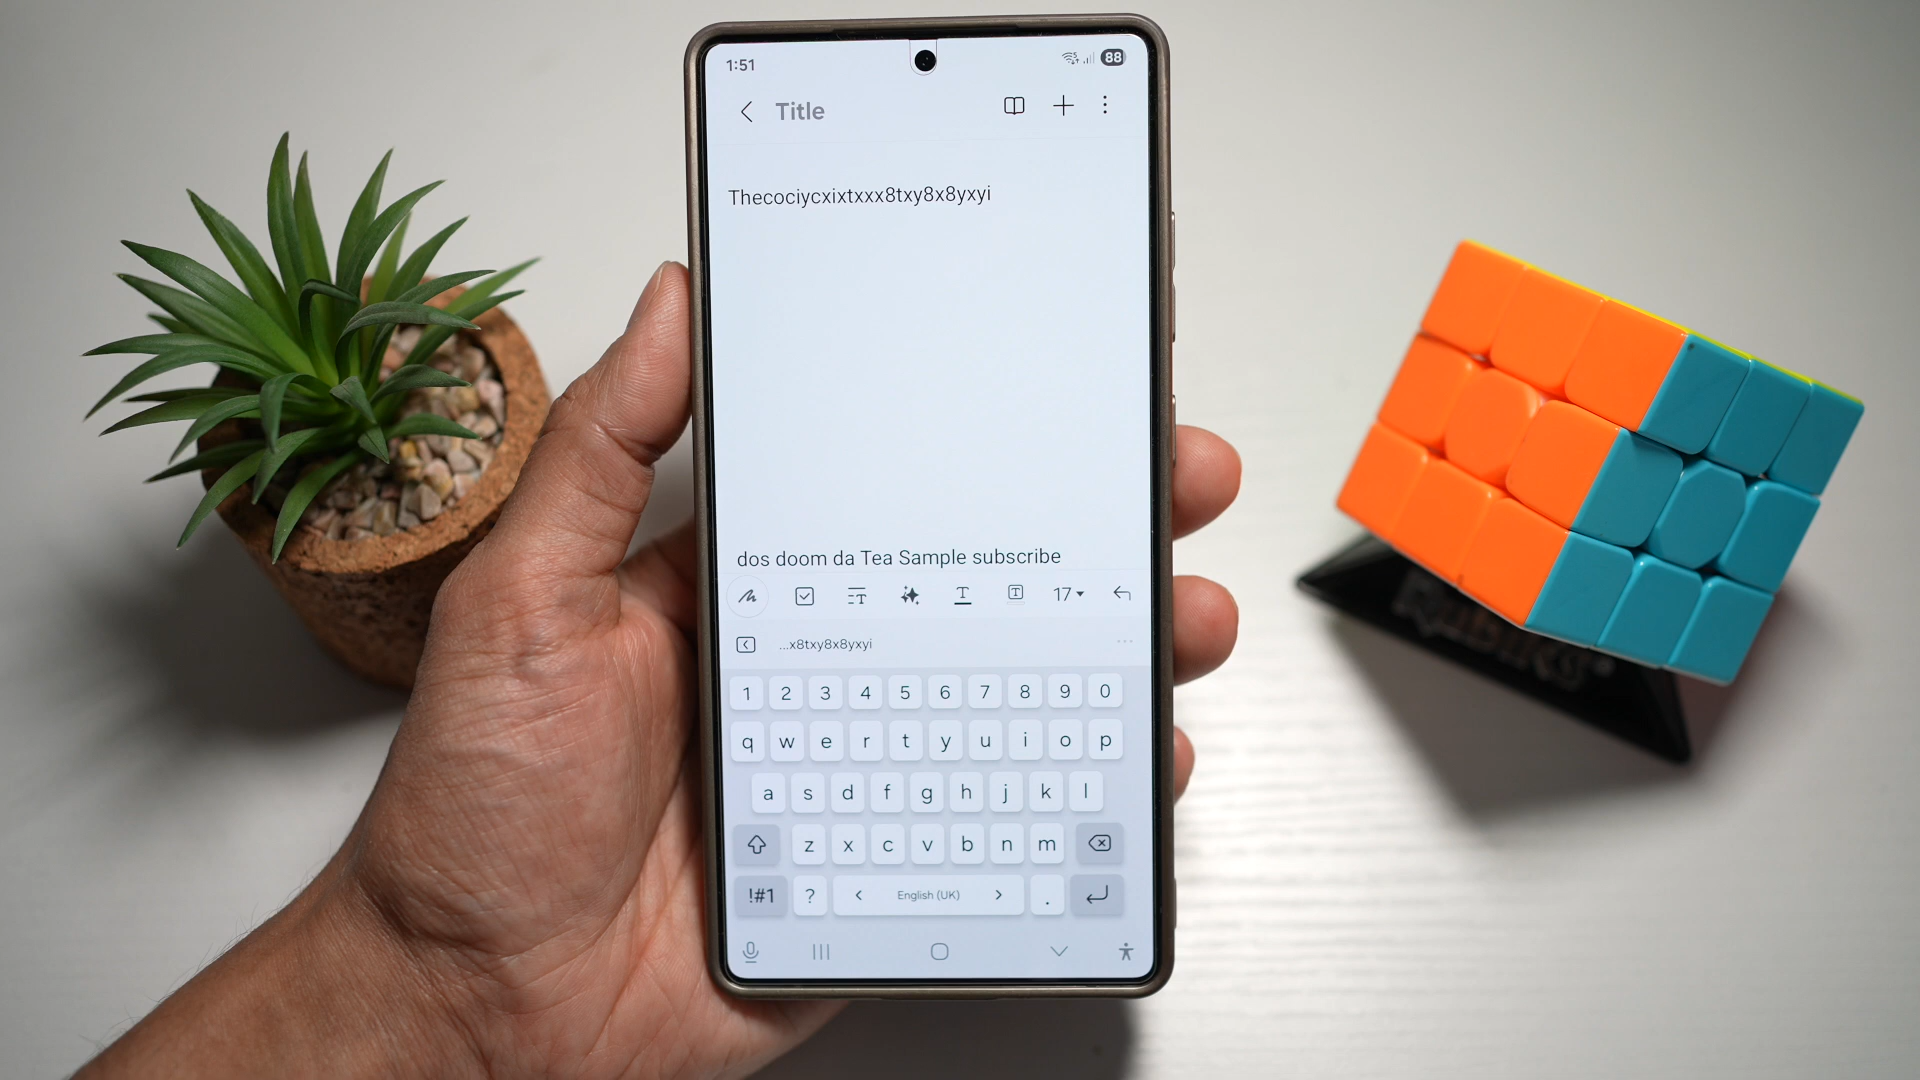 1:51
88
Title
Thecociycxixtxxx8txy8x8yxyi
dos doom da Tea Sample subscribe
T T T 17
...x8txy8x8yxyi
1 2 3 4 5 6 7 8 9 0
q w e r t y u i o p
a s d f g h j k l
z x c v b n m
!#1 ? < English (UK) > .
RUBIKS